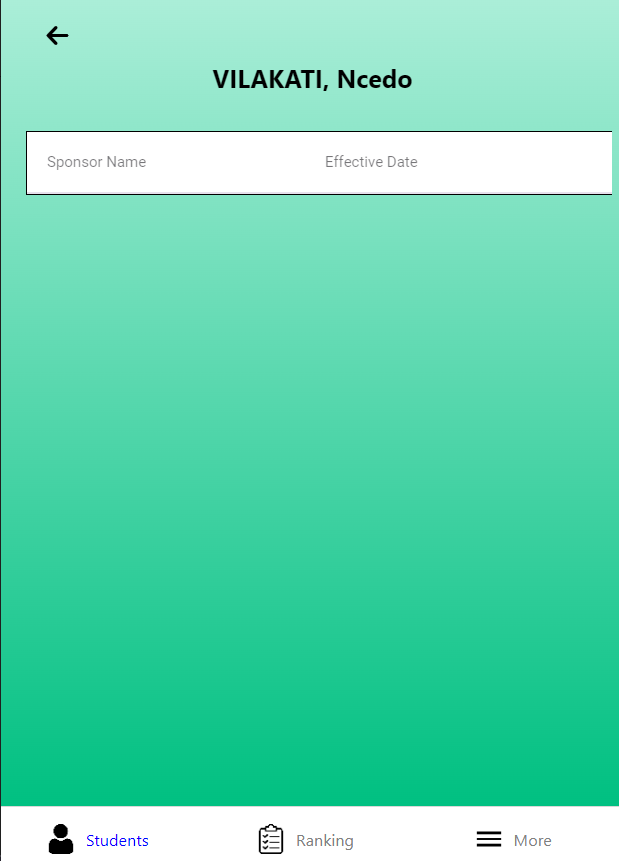 VILAKATI, Ncedo
Sponsor Name Effective Date
Students Ranking More